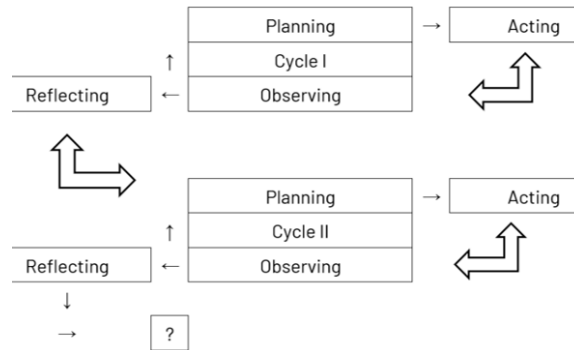 Planning → Acting
↑ Cycle I
Reflecting ← Observing
Planning → Acting
↑ Cycle II
Reflecting ← Observing
↓
→ ?